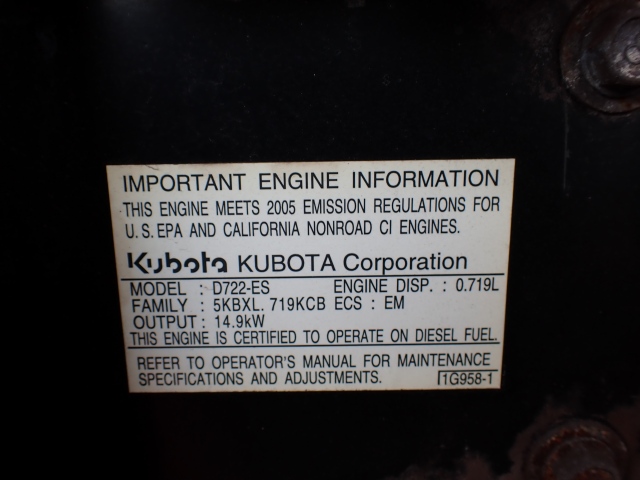 IMPORTANT ENGINE INFORMATION
THIS ENGINE MEETS 2005 EMISSION REGULATIONS FOR
U.S.EPA AND CALIFORNIA NONROAD CI ENGINES.
Kubota KUBOTA Corporation
MODEL : D722-ES ENGINE DISP. : 0.719L
FAMILY : 5KBXL. 719KCB ECS : EM
OUTPUT : 14.9kW
THIS ENGINE IS CERTIFIED TO OPERATE ON DIESEL FUEL.
REFER TO OPERATOR'S MANUAL FOR MAINTENANCE
SPECIFICATIONS AND ADJUSTMENTS. 1G958-1